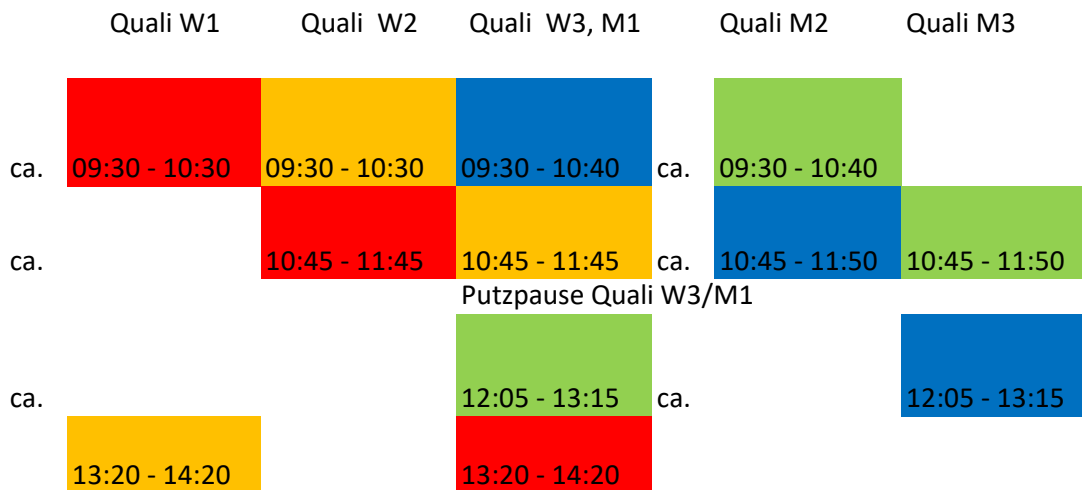 Quali W1 Quali  W2 Quali  W3, M1 Quali M2 Quali M3
ca. 09:30 - 10:30 09:30 - 10:30 09:30 - 10:40 ca. 09:30 - 10:40
ca. 10:45 - 11:45 10:45 - 11:45 ca. 10:45 - 11:50 10:45 - 11:50
Putzpause Quali W3/M1
ca. 12:05 - 13:15 ca. 12:05 - 13:15
13:20 - 14:20 13:20 - 14:20